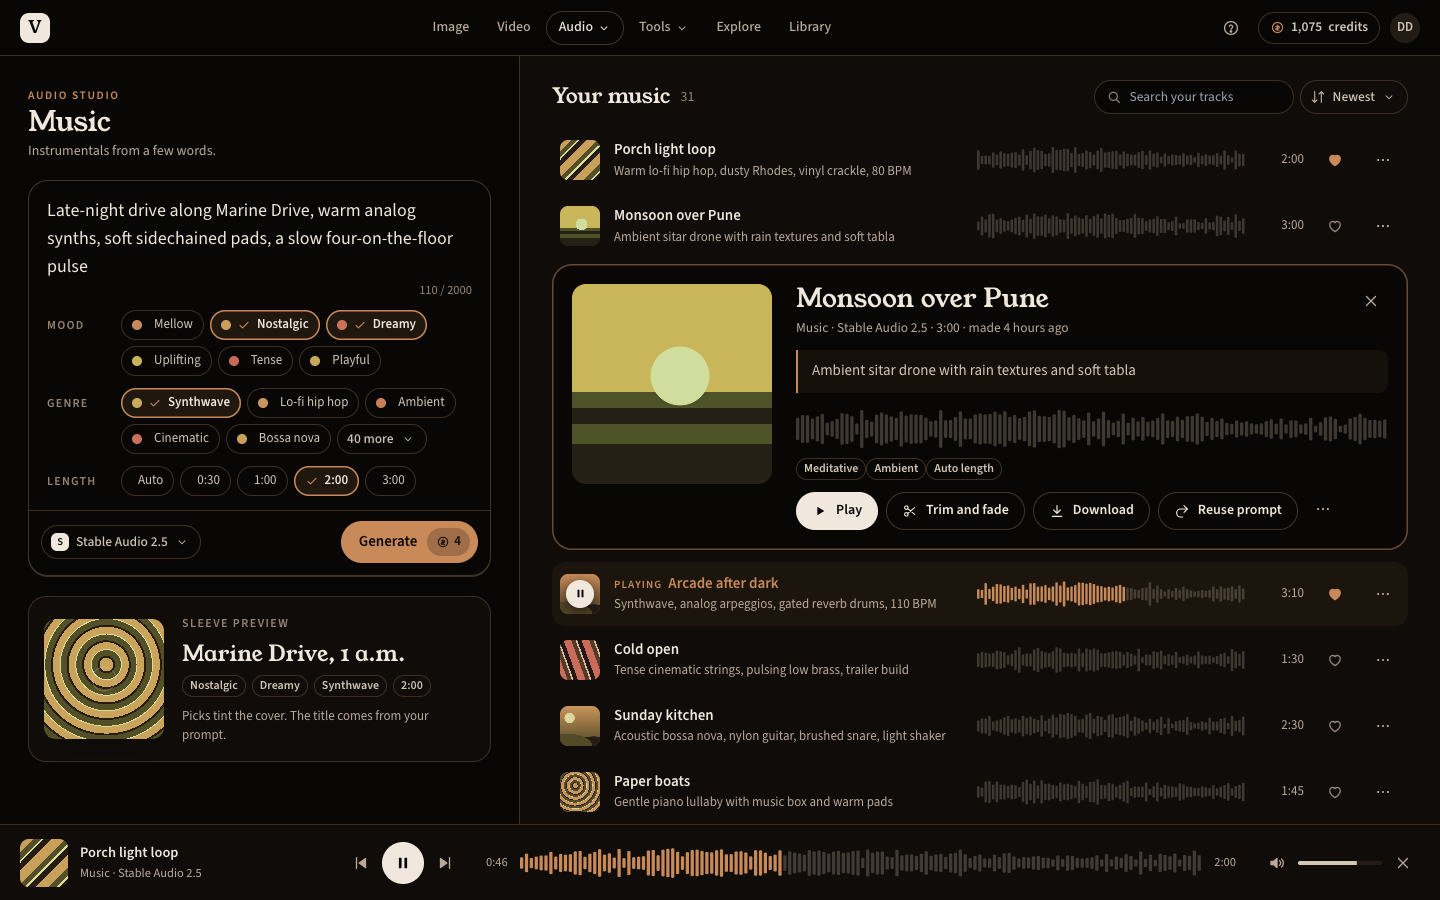 V
Image
Video
Audio
Tools
Explore
Library
1,075 credits
DD
AUDIO STUDIO
Music
Instrumentals from a few words.
Late-night drive along Marine Drive, warm analog
synths, soft sidechained pads, a slow four-on-the-floor
pulse
110 / 2000
MOOD
Mellow
Nostalgic
Dreamy
Uplifting
Tense
Playful
GENRE
Synthwave
Lo-fi hip hop
Ambient
Cinematic
Bossa nova
40 more
LENGTH
Auto
0:30
1:00
2:00
3:00
S
Stable Audio 2.5
Generate
4
SLEEVE PREVIEW
Marine Drive, 1 a.m.
Nostalgic
Dreamy
Synthwave
2:00
Picks tint the cover. The title comes from your
prompt.
Your music 31
Search your tracks
Newest
Porch light loop
Warm lo-fi hip hop, dusty Rhodes, vinyl crackle, 80 BPM
2:00
Monsoon over Pune
Ambient sitar drone with rain textures and soft tabla
3:00
Monsoon over Pune
Music · Stable Audio 2.5 · 3:00 · made 4 hours ago
Ambient sitar drone with rain textures and soft tabla
Meditative
Ambient
Auto length
Play
Trim and fade
Download
Reuse prompt
PLAYING Arcade after dark
Synthwave, analog arpeggios, gated reverb drums, 110 BPM
3:10
Cold open
Tense cinematic strings, pulsing low brass, trailer build
1:30
Sunday kitchen
Acoustic bossa nova, nylon guitar, brushed snare, light shaker
2:30
Paper boats
Gentle piano lullaby with music box and warm pads
1:45
Porch light loop
Music · Stable Audio 2.5
0:46
2:00